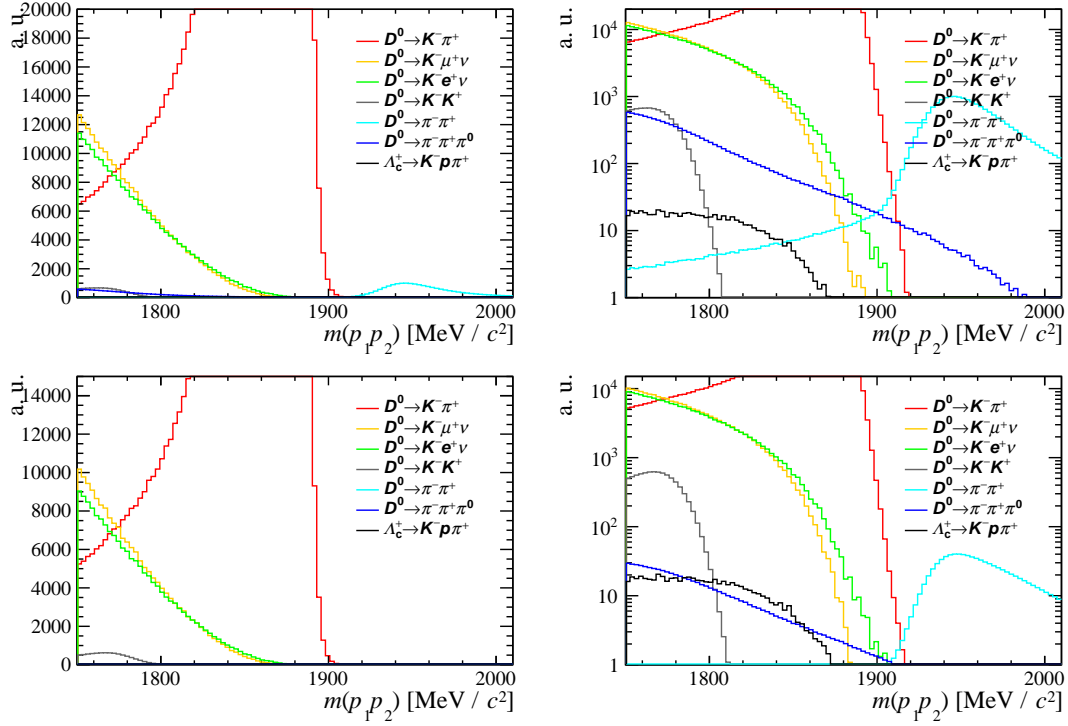 a. u.
20000
18000
16000
14000
12000
10000
8000
6000
4000
2000
0
D⁰→K⁻π⁺
D⁰→K⁻μ⁺ν
D⁰→K⁻e⁺ν
D⁰→K⁻K⁺
D⁰→π⁻π⁺
D⁰→π⁻π⁺π⁰
Λc⁺→K⁻pπ⁺
1800 1900 2000
m(p₁p₂) [MeV / c²]
a. u.
10⁴
10³
10²
10
1
D⁰→K⁻π⁺
D⁰→K⁻μ⁺ν
D⁰→K⁻e⁺ν
D⁰→K⁻K⁺
D⁰→π⁻π⁺
D⁰→π⁻π⁺π⁰
Λc⁺→K⁻pπ⁺
1800 1900 2000
m(p₁p₂) [MeV / c²]
a. u.
14000
12000
10000
8000
6000
4000
2000
0
D⁰→K⁻π⁺
D⁰→K⁻μ⁺ν
D⁰→K⁻e⁺ν
D⁰→K⁻K⁺
D⁰→π⁻π⁺
D⁰→π⁻π⁺π⁰
Λc⁺→K⁻pπ⁺
1800 1900 2000
m(p₁p₂) [MeV / c²]
a. u.
10⁴
10³
10²
10
1
D⁰→K⁻π⁺
D⁰→K⁻μ⁺ν
D⁰→K⁻e⁺ν
D⁰→K⁻K⁺
D⁰→π⁻π⁺
D⁰→π⁻π⁺π⁰
Λc⁺→K⁻pπ⁺
1800 1900 2000
m(p₁p₂) [MeV / c²]